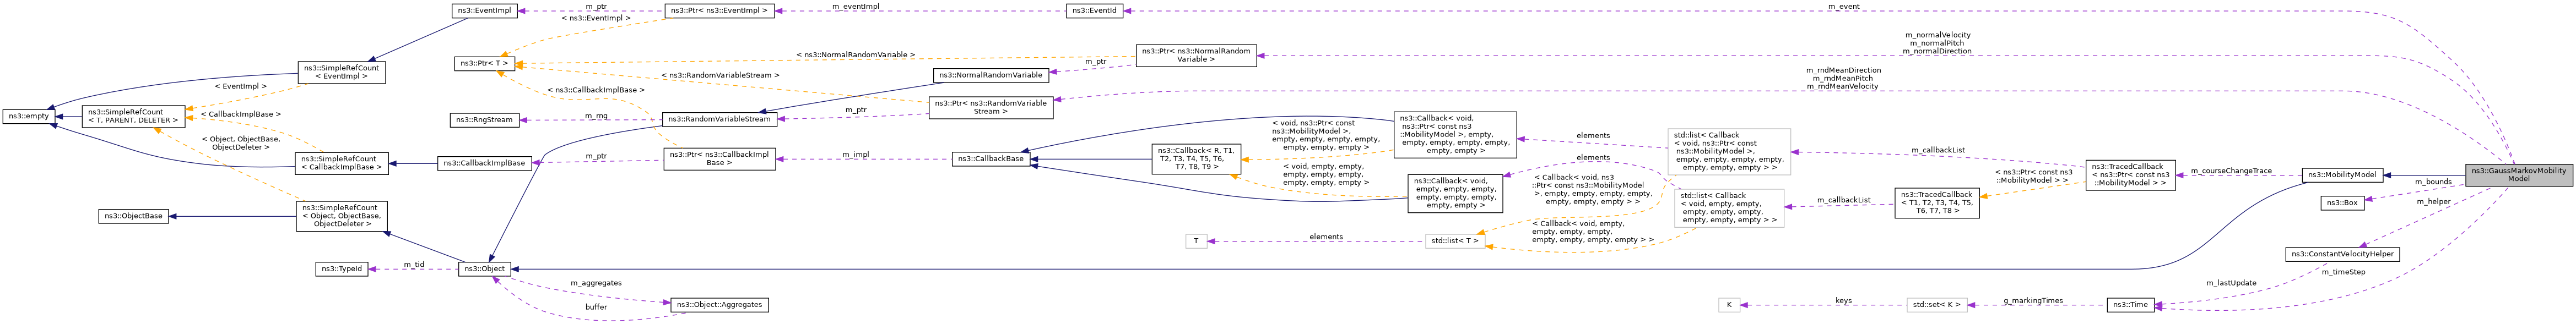 ns3::EventImpl
m_ptr
ns3::Ptr< ns3::EventImpl >
m_eventImpl
ns3::EventId
m_event
< ns3::EventImpl >
m_normalVelocity
m_normalPitch
m_normalDirection
ns3::Ptr< ns3::NormalRandom
Variable >
< ns3::NormalRandomVariable >
ns3::Ptr< T >
m_ptr
ns3::SimpleRefCount
< EventImpl >
ns3::NormalRandomVariable
< ns3::RandomVariableStream >
m_rndMeanDirection
m_rndMeanPitch
m_rndMeanVelocity
< EventImpl >
< ns3::CallbackImplBase >
ns3::Ptr< ns3::RandomVariable
Stream >
m_ptr
ns3::empty
ns3::SimpleRefCount
< T, PARENT, DELETER >
< CallbackImplBase >
ns3::RngStream
m_rng
ns3::RandomVariableStream
ns3::Callback< void,
ns3::Ptr< const ns3
::MobilityModel >, empty,
empty, empty, empty, empty,
empty, empty >
elements
std::list< Callback
< void, ns3::Ptr< const
ns3::MobilityModel >,
empty, empty, empty, empty,
empty, empty, empty > >
m_callbackList
< void, ns3::Ptr< const
ns3::MobilityModel >,
empty, empty, empty, empty,
empty, empty, empty >
< Object, ObjectBase,
ObjectDeleter >
ns3::SimpleRefCount
< CallbackImplBase >
ns3::CallbackImplBase
m_ptr
ns3::Ptr< ns3::CallbackImpl
Base >
m_impl
ns3::CallbackBase
ns3::Callback< R, T1,
T2, T3, T4, T5, T6,
T7, T8, T9 >
elements
< void, empty, empty,
empty, empty, empty,
empty, empty, empty >
ns3::Callback< void,
empty, empty, empty,
empty, empty, empty,
empty, empty >
< Callback< void, ns3
::Ptr< const ns3::MobilityModel
>, empty, empty, empty, empty,
empty, empty, empty, empty > >
std::list< Callback
< void, empty, empty,
empty, empty, empty,
empty, empty, empty > >
m_callbackList
ns3::TracedCallback
< T1, T2, T3, T4, T5,
T6, T7, T8 >
< ns3::Ptr< const ns3
::MobilityModel > >
ns3::TracedCallback
< ns3::Ptr< const ns3
::MobilityModel > >
m_courseChangeTrace
ns3::MobilityModel
ns3::GaussMarkovMobility
Model
m_bounds
ns3::Box
m_helper
ns3::ObjectBase
ns3::SimpleRefCount
< Object, ObjectBase,
ObjectDeleter >
T
elements
std::list< T >
< Callback< void, empty,
empty, empty, empty,
empty, empty, empty, empty > >
ns3::ConstantVelocityHelper
ns3::TypeId
m_tid
ns3::Object
m_aggregates
buffer
ns3::Object::Aggregates
m_timeStep
m_lastUpdate
K
keys
std::set< K >
g_markingTimes
ns3::Time